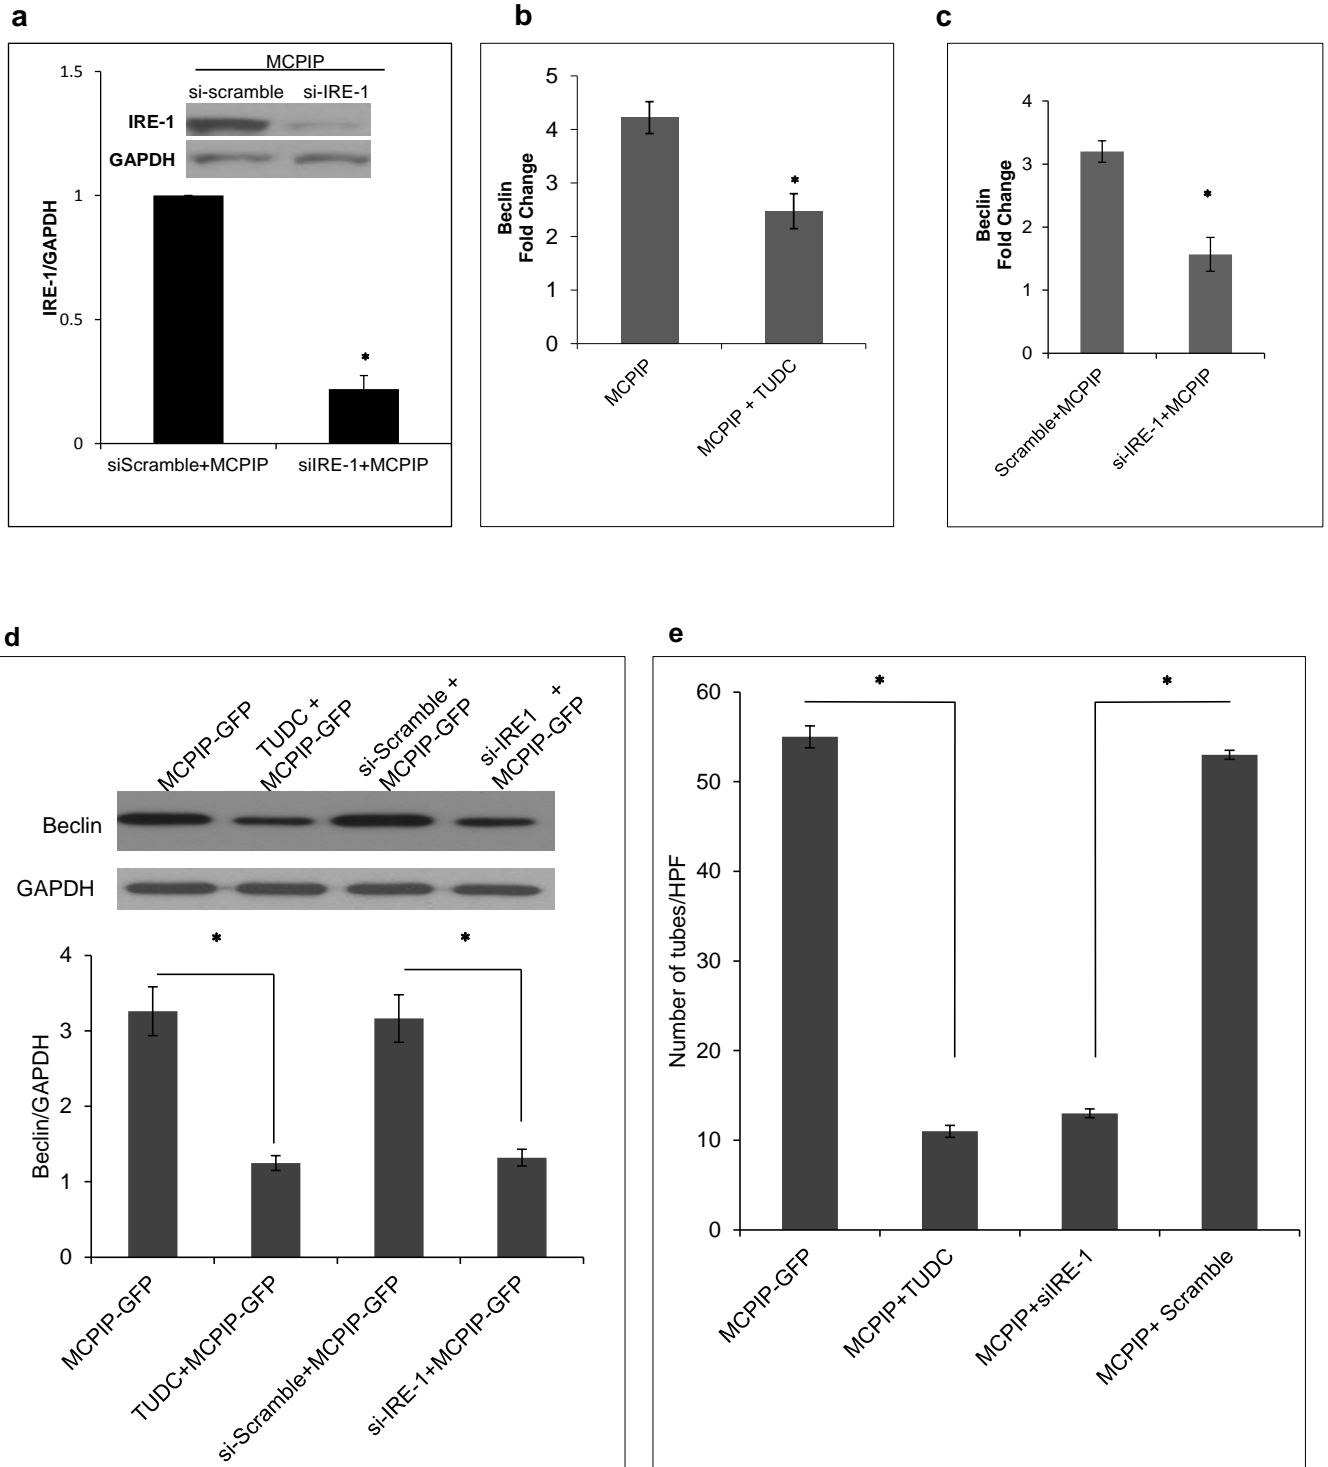 a
MCPIP
si-scramble si-IRE-1
IRE-1
GAPDH
1.5
1
0.5
0
IRE-1/GAPDH
*
siScramble+MCPIP siIRE-1+MCPIP
b
5
4
3
2
1
0
Beclin
Fold Change
*
MCPIP
MCPIP + TUDC
c
4
3
2
1
0
Beclin
Fold Change
*
Scramble+MCPIP
si-IRE-1+MCPIP
d
MCPIP-GFP
TUDC +
MCPIP-GFP
si-Scramble +
MCPIP-GFP
si-IRE1 +
MCPIP-GFP
Beclin
GAPDH
* *
4
3
2
1
0
Beclin/GAPDH
MCPIP-GFP
TUDC+MCPIP-GFP
si-Scramble+MCPIP-GFP
si-IRE-1+MCPIP-GFP
e
* *
60
50
40
30
20
10
0
Number of tubes/HPF
MCPIP-GFP
MCPIP+TUDC
MCPIP+siIRE-1
MCPIP+ Scramble